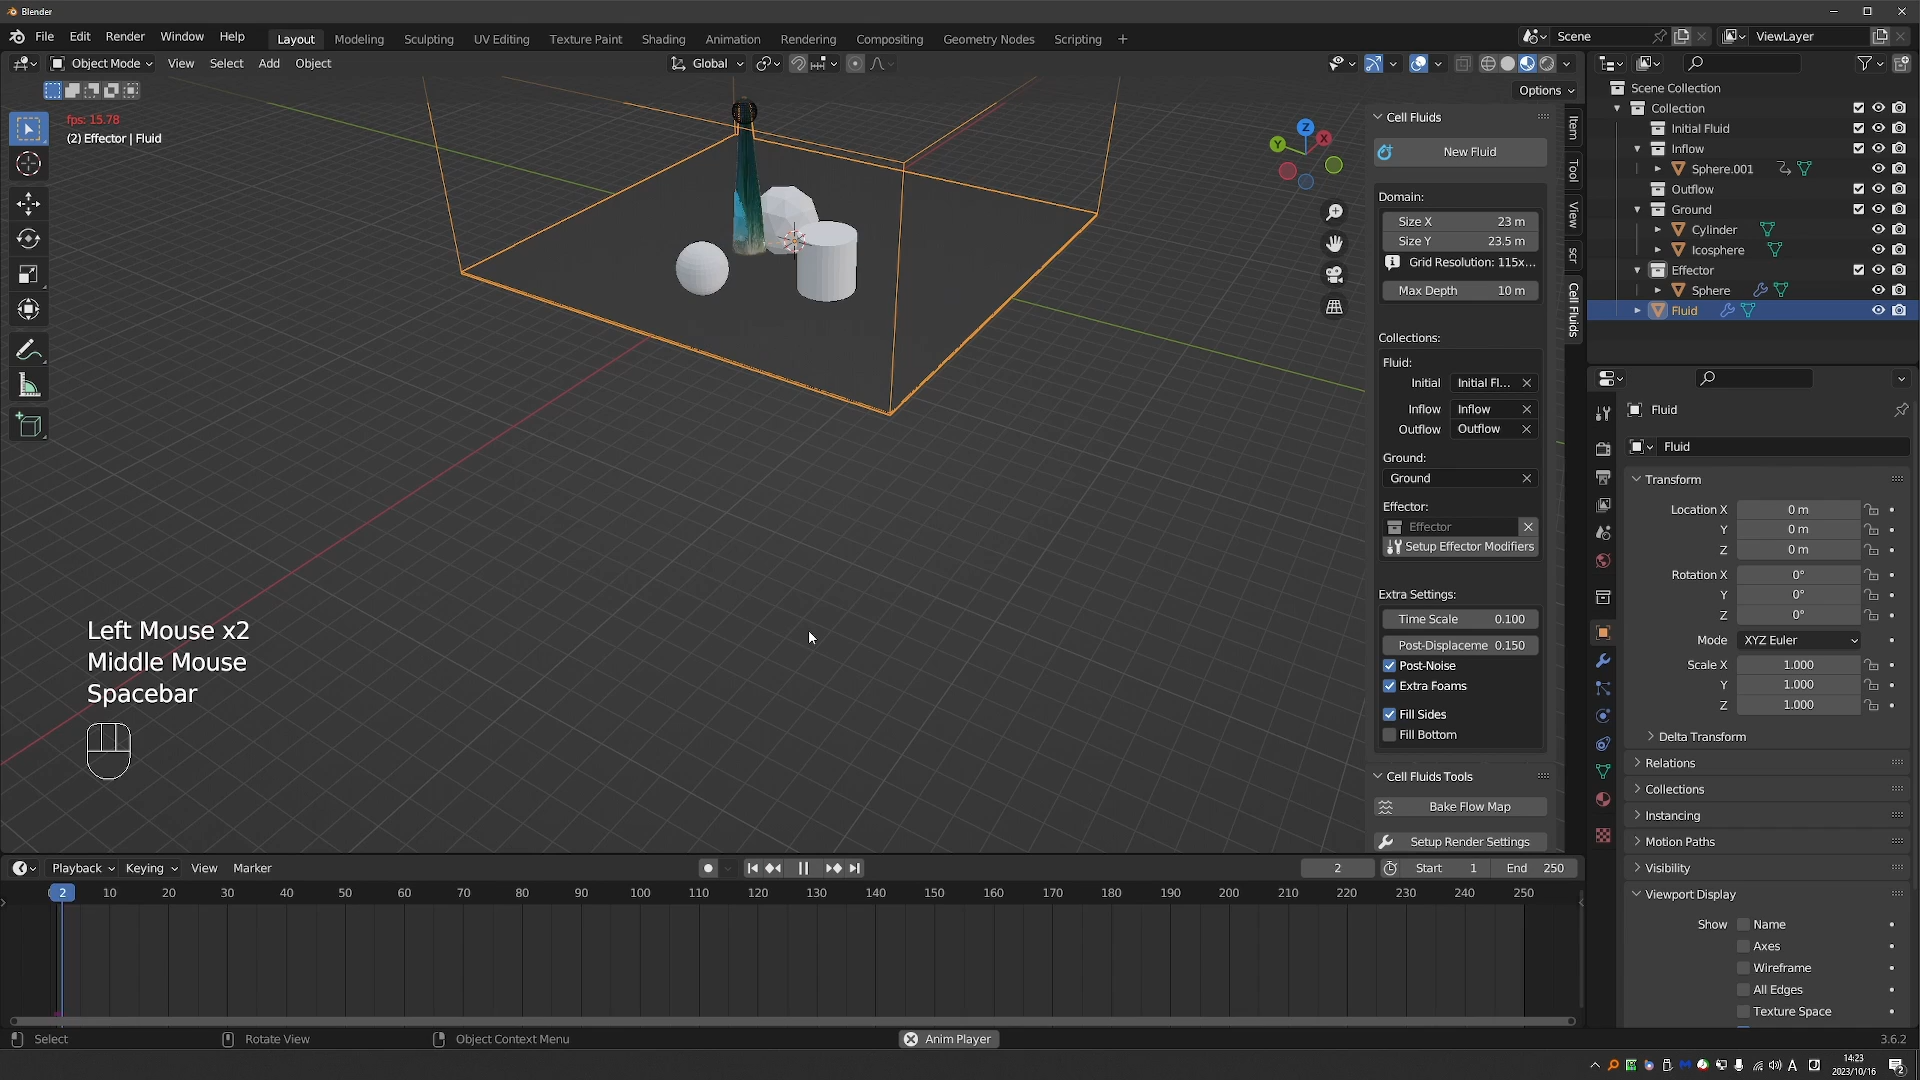 Blender
File Edit Render Window Help
Layout Modeling Sculpting UV Editing Texture Paint Shading Animation Rendering Compositing Geometry Nodes Scripting +
Scene
ViewLayer
Object Mode View Select Add Object
Global
Options
fps: 15.78
(2) Effector | Fluid
Z
X
Y
Item
Tool
View
scr
Cell Fluids
Cell Fluids
New Fluid
Domain:
Size X 23 m
Size Y 23.5 m
Grid Resolution: 115x...
Max Depth 10 m
Collections:
Fluid:
Initial Initial Fl...
Inflow Inflow
Outflow Outflow
Ground:
Ground
Effector:
Effector
Setup Effector Modifiers
Extra Settings:
Time Scale 0.100
Post-Displaceme 0.150
Post-Noise
Extra Foams
Fill Sides
Fill Bottom
Cell Fluids Tools
Bake Flow Map
Setup Render Settings
Scene Collection
Collection
Initial Fluid
Inflow
Sphere.001
Outflow
Ground
Cylinder
Icosphere
Effector
Sphere
Fluid
Fluid
Fluid
Transform
Location X 0 m
Y 0 m
Z 0 m
Rotation X 0°
Y 0°
Z 0°
Mode XYZ Euler
Scale X 1.000
Y 1.000
Z 1.000
Delta Transform
Relations
Collections
Instancing
Motion Paths
Visibility
Viewport Display
Show Name
Axes
Wireframe
All Edges
Texture Space
Left Mouse x2
Middle Mouse
Spacebar
Playback Keying View Marker
2 Start 1 End 250
2 10 20 30 40 50 60 70 80 90 100 110 120 130 140 150 160 170 180 190 200 210 220 230 240 250
Select Rotate View Object Context Menu Anim Player 3.6.2
A
14:23
2023/10/16
2